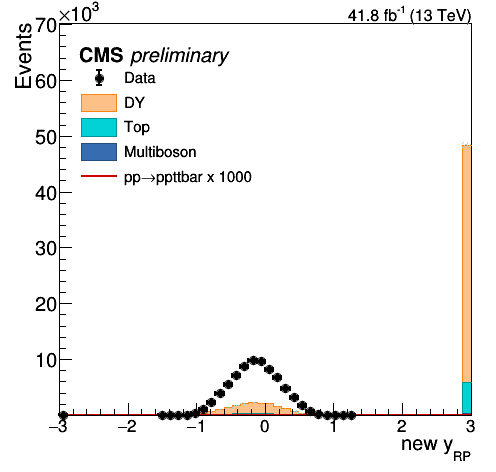 ×10³
41.8 fb⁻¹ (13 TeV)
Events
70
60
50
40
30
20
10
CMS preliminary
Data
DY
Top
Multiboson
pp→ppttbar x 1000
−3 −2 −1 0 1 2 3
new y_RP